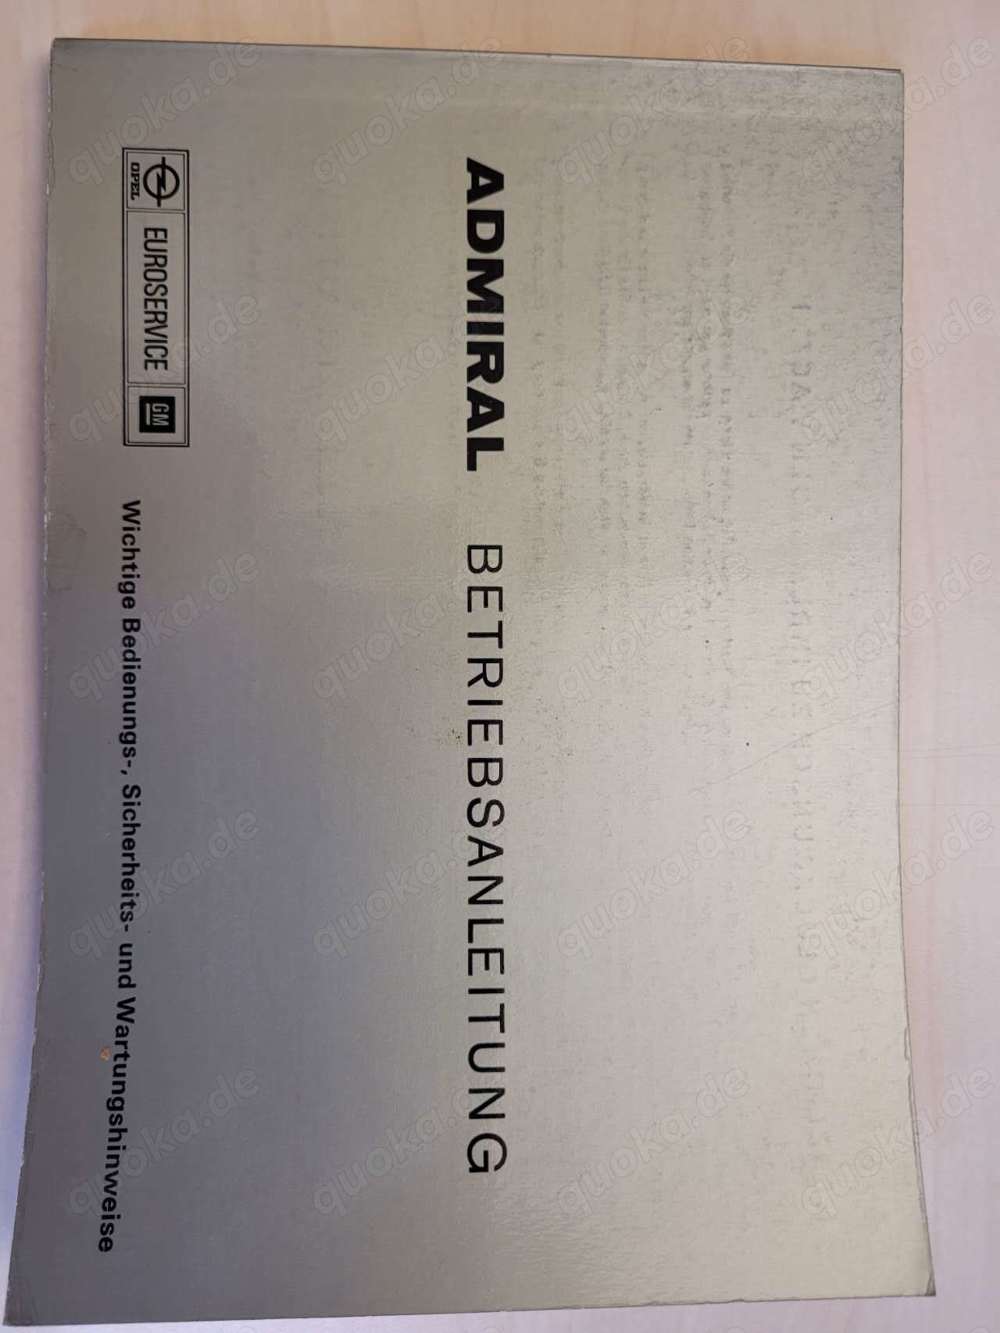 ADMIRAL BETRIEBSANLEITUNG
OPEL EUROSERVICE GM
Wichtige Bedienungs-, Sicherheits- und Wartungshinweise
quoka.de